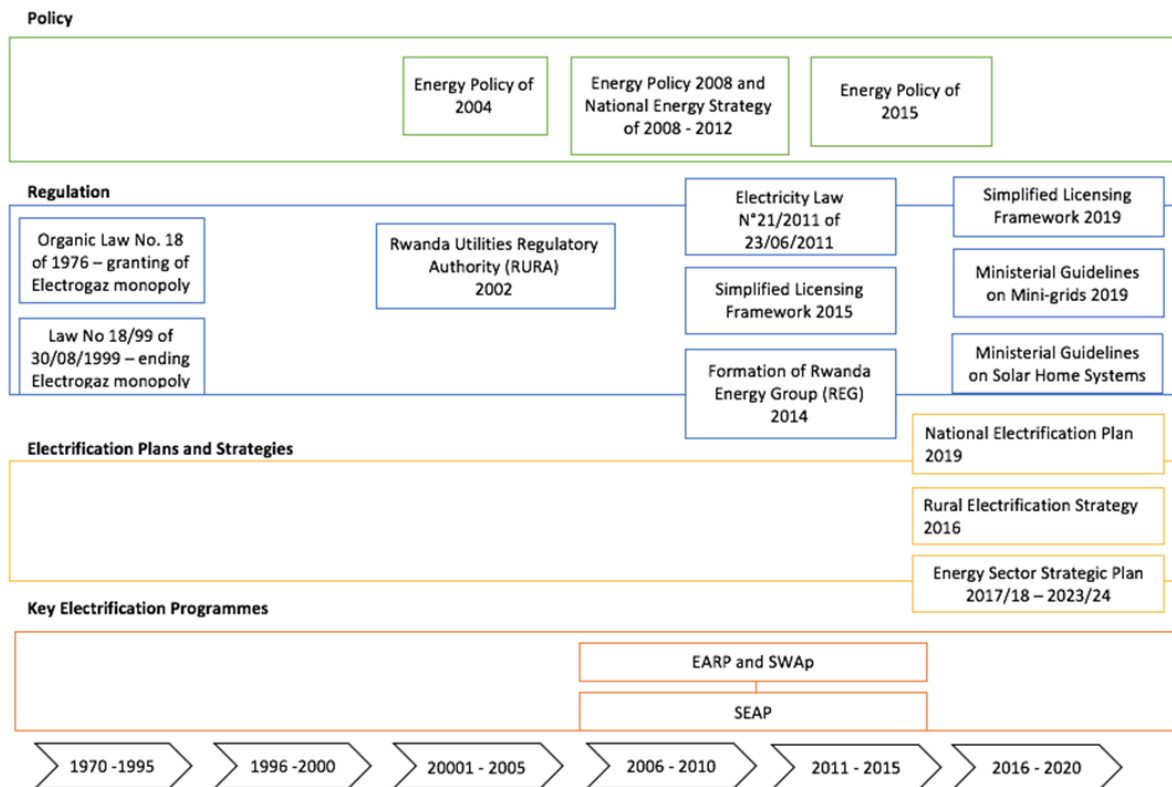 Policy
Energy Policy of
2004
Energy Policy 2008 and
National Energy Strategy
of 2008 - 2012
Energy Policy of
2015
Regulation
Organic Law No. 18
of 1976 – granting of
Electrogaz monopoly
Law No 18/99 of
30/08/1999 – ending
Electrogaz monopoly
Rwanda Utilities Regulatory
Authority (RURA)
2002
Electricity Law
N°21/2011 of
23/06/2011
Simplified Licensing
Framework 2015
Formation of Rwanda
Energy Group (REG)
2014
Simplified Licensing
Framework 2019
Ministerial Guidelines
on Mini-grids 2019
Ministerial Guidelines
on Solar Home Systems
Electrification Plans and Strategies
National Electrification Plan
2019
Rural Electrification Strategy
2016
Energy Sector Strategic Plan
2017/18 – 2023/24
Key Electrification Programmes
EARP and SWAp
SEAP
1970 -1995
1996 -2000
20001 - 2005
2006 - 2010
2011 - 2015
2016 - 2020